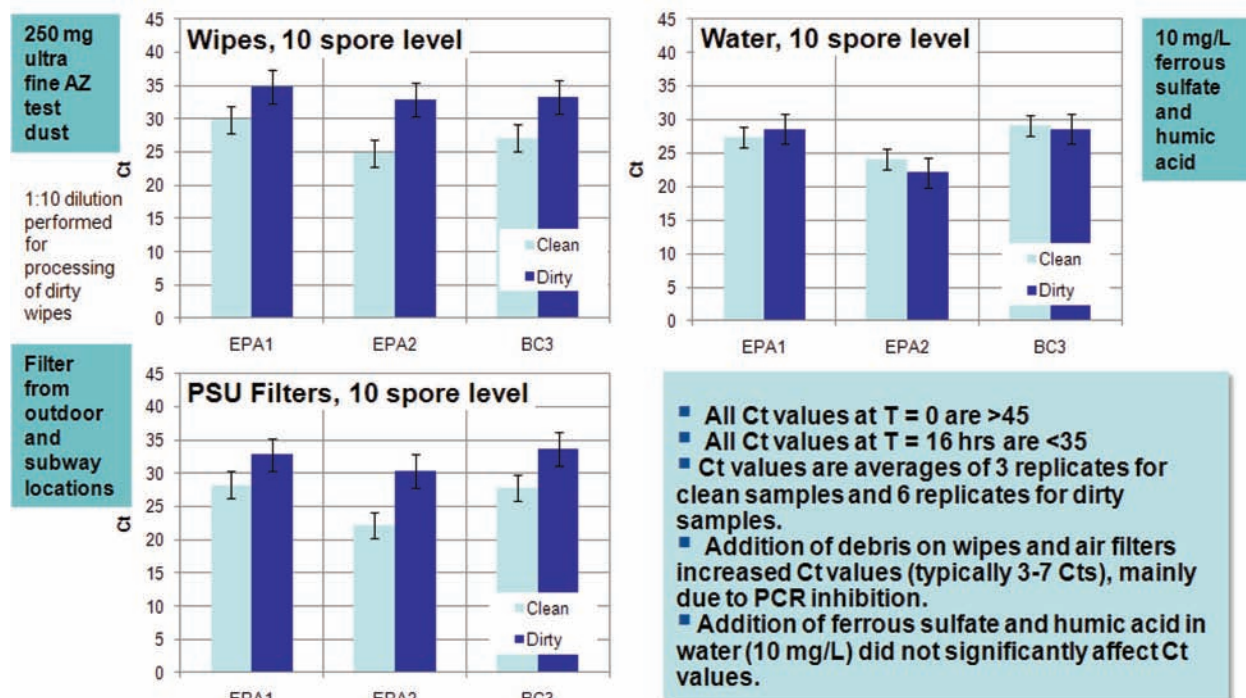 250 mg
ultra
fine AZ
test
dust
1:10 dilution
performed
for
processing
of dirty
wipes
Wipes, 10 spore level
Ct
45
40
35
30
25
20
15
10
5
0
EPA1
EPA2
BC3
Clean
Dirty
Water, 10 spore level
Ct
45
40
35
30
25
20
15
10
5
0
EPA1
EPA2
BC3
Clean
Dirty
10 mg/L
ferrous
sulfate
and
humic
acid
Filter
from
outdoor
and
subway
locations
PSU Filters, 10 spore level
Ct
45
40
35
30
25
20
15
10
5
0
EPA1
EPA2
BC3
Clean
Dirty
All Ct values at T = 0 are >45
All Ct values at T = 16 hrs are <35
Ct values are averages of 3 replicates for
clean samples and 6 replicates for dirty
samples.
Addition of debris on wipes and air filters
increased Ct values (typically 3-7 Cts), mainly
due to PCR inhibition.
Addition of ferrous sulfate and humic acid in
water (10 mg/L) did not significantly affect Ct
values.